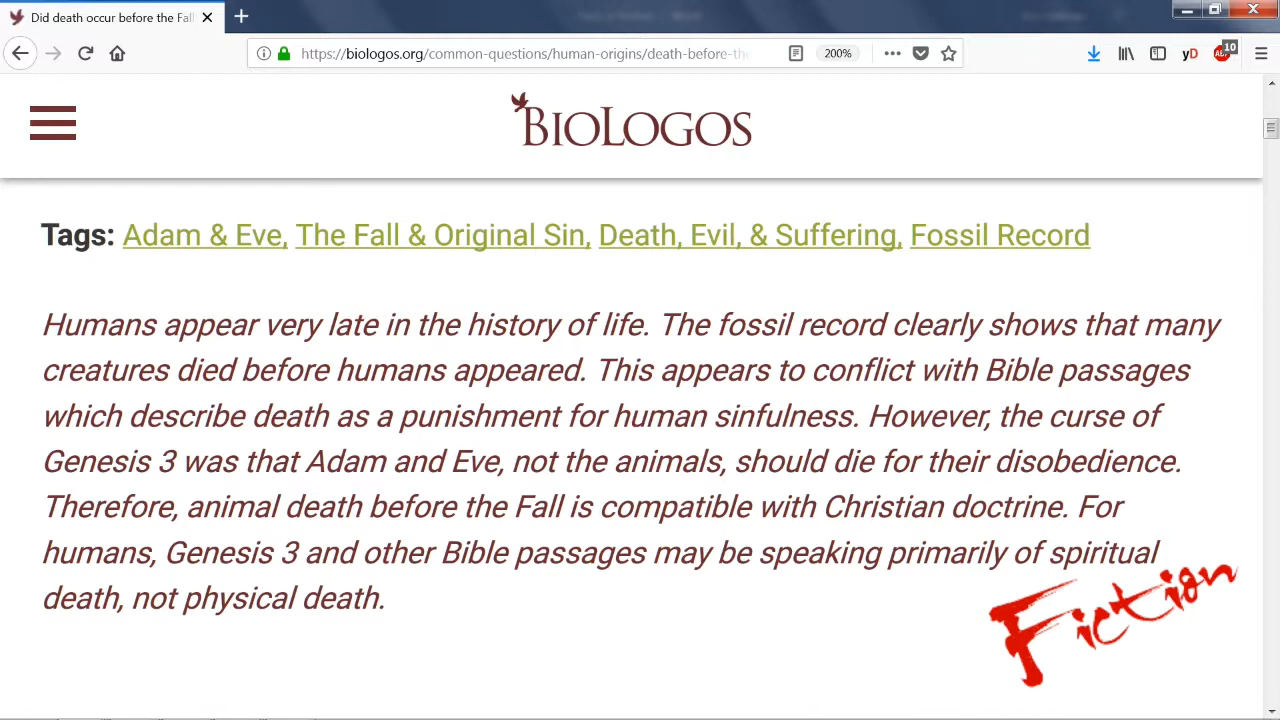 Did death occur before the Fal
https://biologos.org/common-questions/human-origins/death-before-th
200%
yD
10
BIOLOGOS
Tags: Adam & Eve, The Fall & Original Sin, Death, Evil, & Suffering, Fossil Record
Humans appear very late in the history of life. The fossil record clearly shows that many
creatures died before humans appeared. This appears to conflict with Bible passages
which describe death as a punishment for human sinfulness. However, the curse of
Genesis 3 was that Adam and Eve, not the animals, should die for their disobedience.
Therefore, animal death before the Fall is compatible with Christian doctrine. For
humans, Genesis 3 and other Bible passages may be speaking primarily of spiritual
death, not physical death.
Fiction